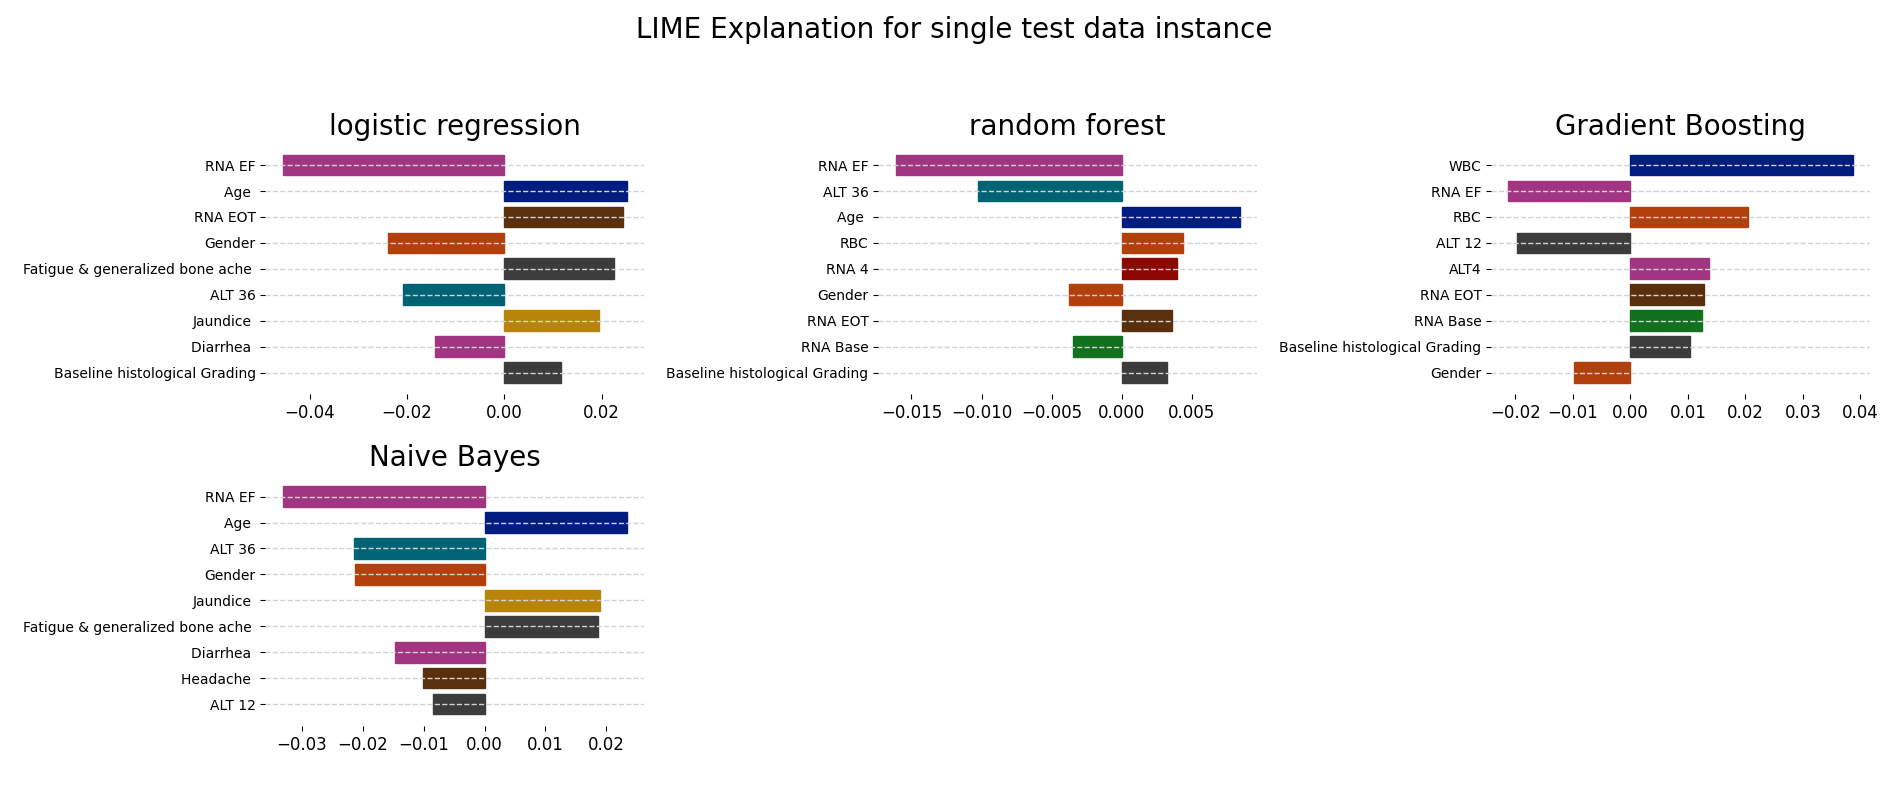 LIME Explanation for single test data instance
logistic regression
RNA EF
Age
RNA EOT
Gender
Fatigue & generalized bone ache
ALT 36
Jaundice
Diarrhea
Baseline histological Grading
−0.04 −0.02 0.00 0.02
random forest
RNA EF
ALT 36
Age
RBC
RNA 4
Gender
RNA EOT
RNA Base
Baseline histological Grading
−0.015 −0.010 −0.005 0.000 0.005
Gradient Boosting
WBC
RNA EF
RBC
ALT 12
ALT4
RNA EOT
RNA Base
Baseline histological Grading
Gender
−0.02 −0.01 0.00 0.01 0.02 0.03 0.04
Naive Bayes
RNA EF
Age
ALT 36
Gender
Jaundice
Fatigue & generalized bone ache
Diarrhea
Headache
ALT 12
−0.03 −0.02 −0.01 0.00 0.01 0.02